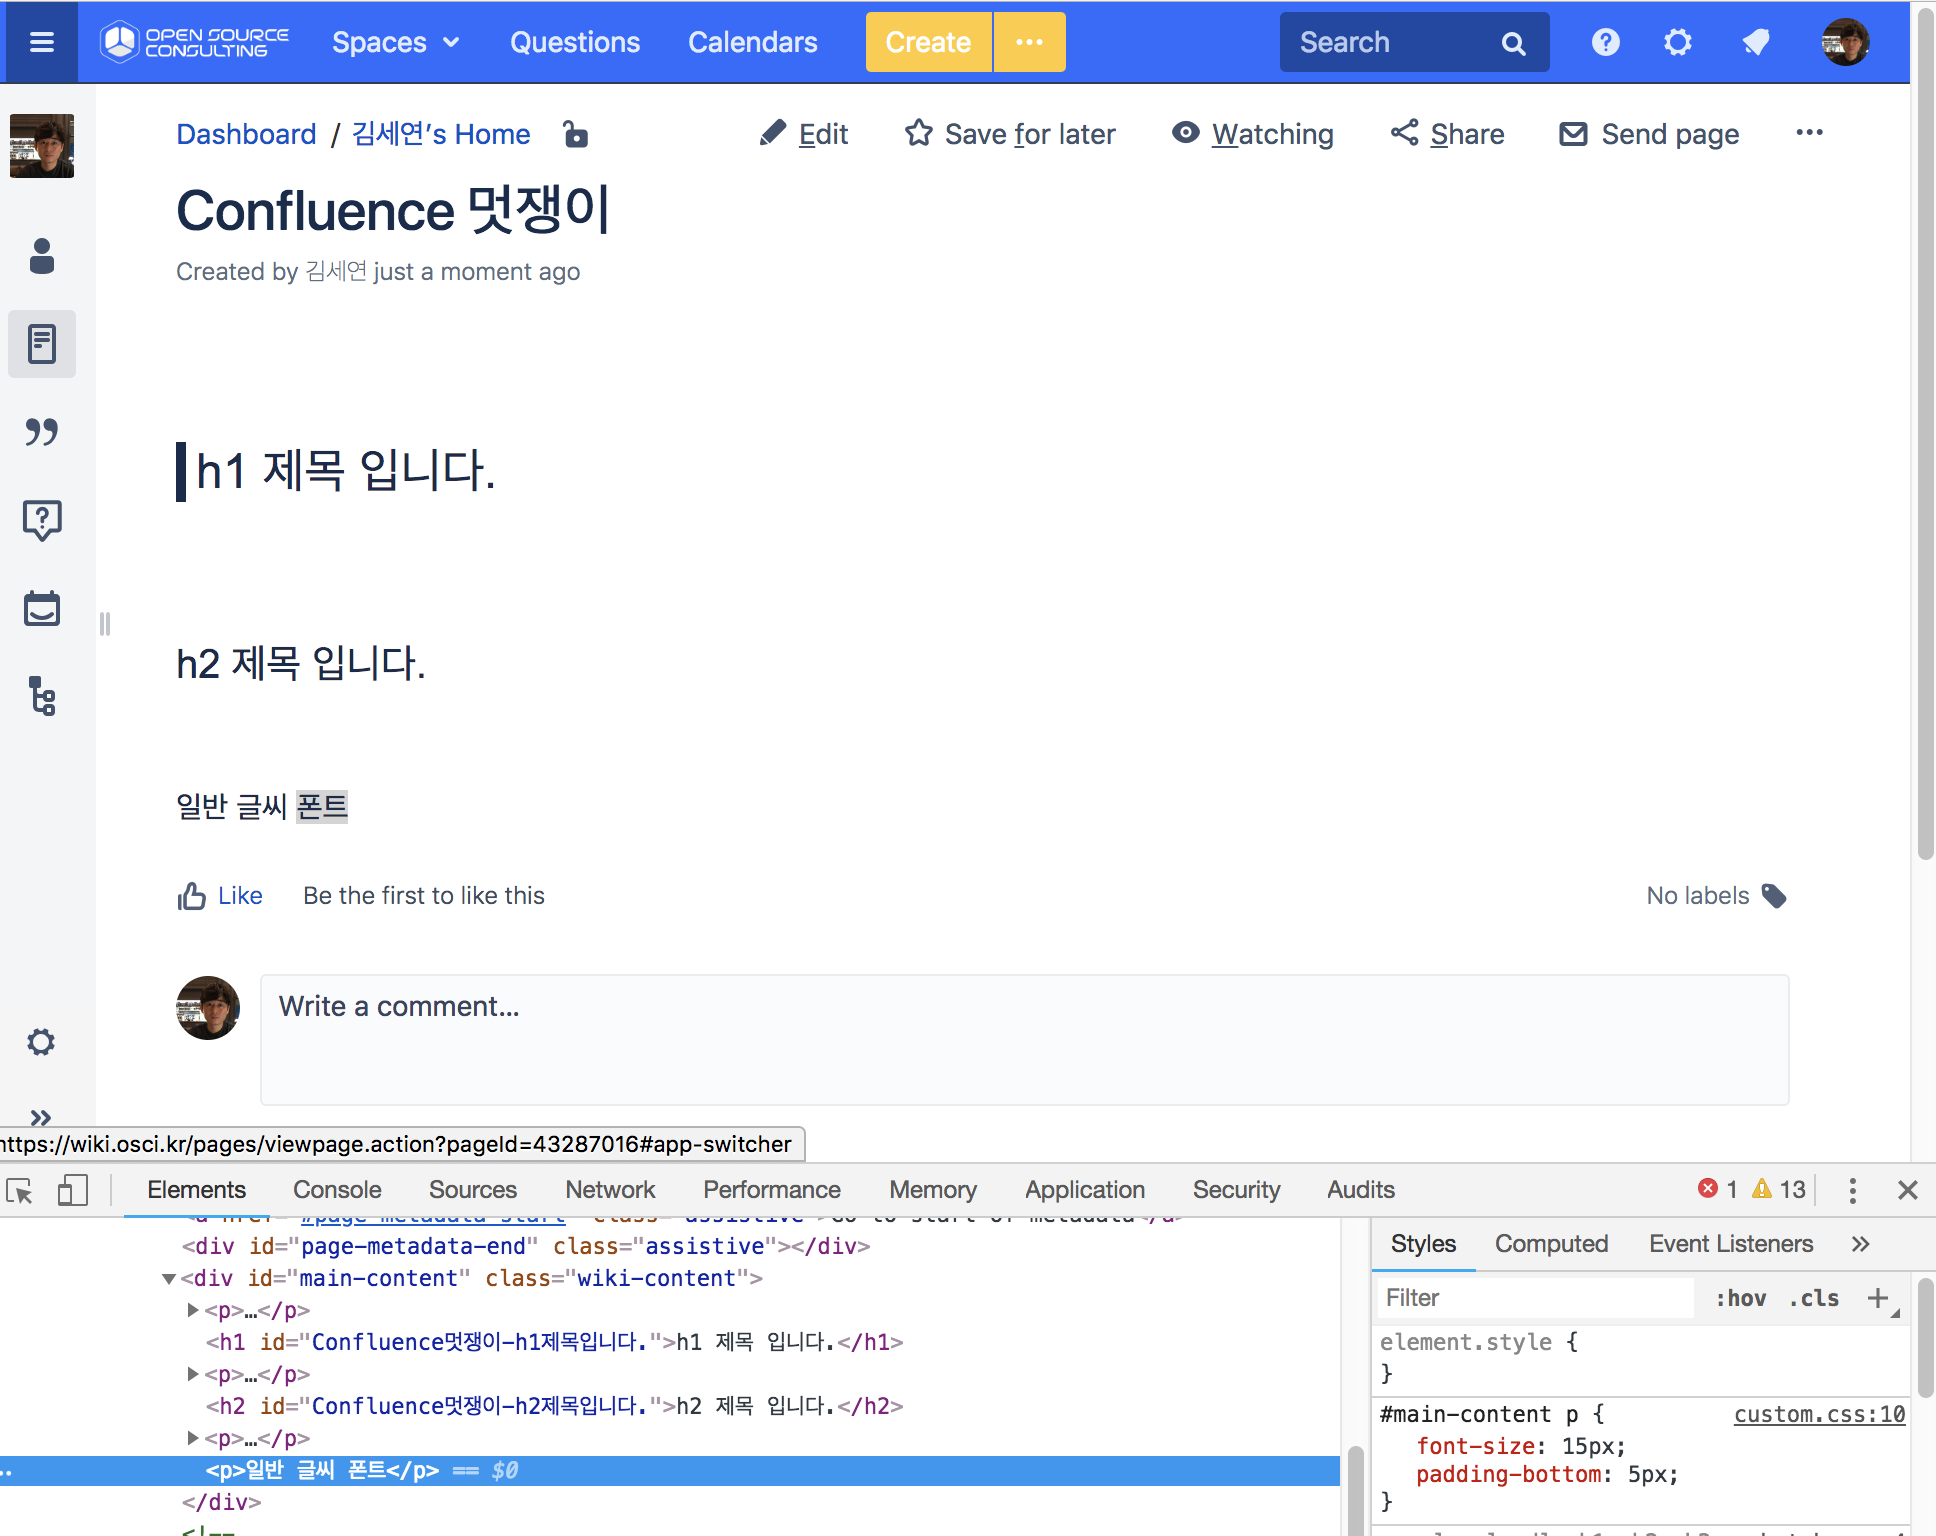 OPEN SOURCE CONSULTING Spaces Questions Calendars Create ••• Search
Dashboard / 김세연's Home Edit Save for later Watching Share Send page •••
Confluence 멋쟁이
Created by 김세연 just a moment ago
h1 제목 입니다.
h2 제목 입니다.
일반 글씨 폰트
Like Be the first to like this No labels
Write a comment...
https://wiki.osci.kr/pages/viewpage.action?pageId=43287016#app-switcher
Elements Console Sources Network Performance Memory Application Security Audits 1 13
<div id="page-metadata-end" class="assistive"></div>
<div id="main-content" class="wiki-content">
<p>…</p>
<h1 id="Confluence멋쟁이-h1제목입니다.">h1 제목 입니다.</h1>
<p>…</p>
<h2 id="Confluence멋쟁이-h2제목입니다.">h2 제목 입니다.</h2>
<p>…</p>
<p>일반 글씨 폰트</p> == $0
</div>
<!--
Styles Computed Event Listeners »
Filter :hov .cls +
element.style {
}
#main-content p { custom.css:10
font-size: 15px;
padding-bottom: 5px;
}